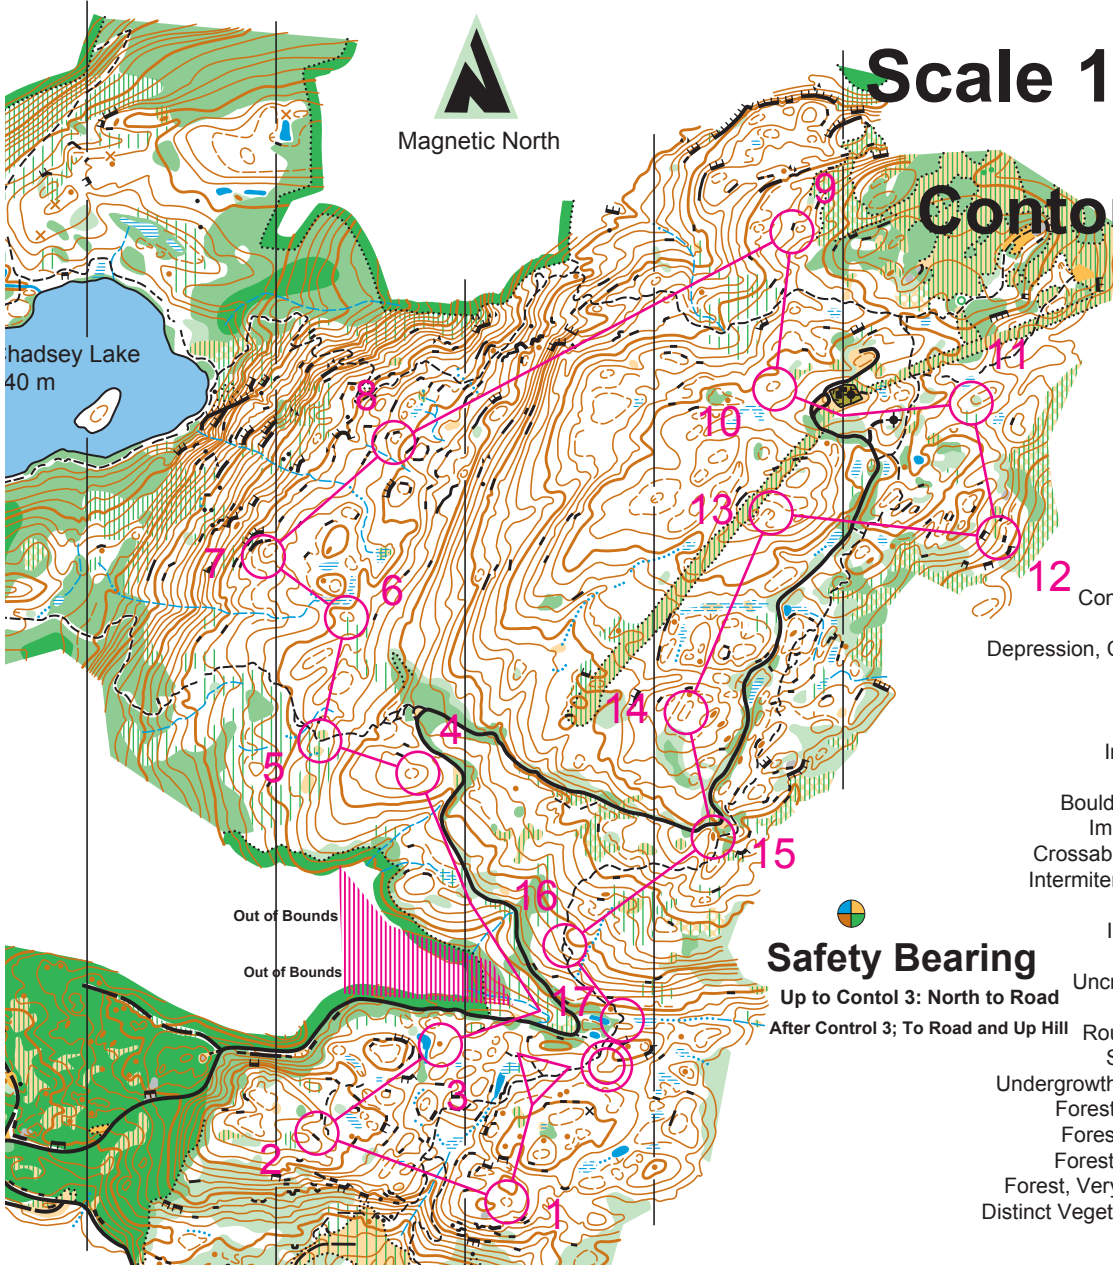 Scale 1
Magnetic North
9
Conto
Chadsey Lake
40 m
11
8
10
13
7
6
12
Con
Depression, C
14
4
5
In
Bould
Im
15
Crossab
Intermiter
16
Out of Bounds
I
Safety Bearing
Out of Bounds
Uncr
Up to Contol 3: North to Road
17
After Control 3; To Road and Up Hill
Rou
S
3
Undergrowth
Forest
Fores
2
Forest
Forest, Very
1
Distinct Veget